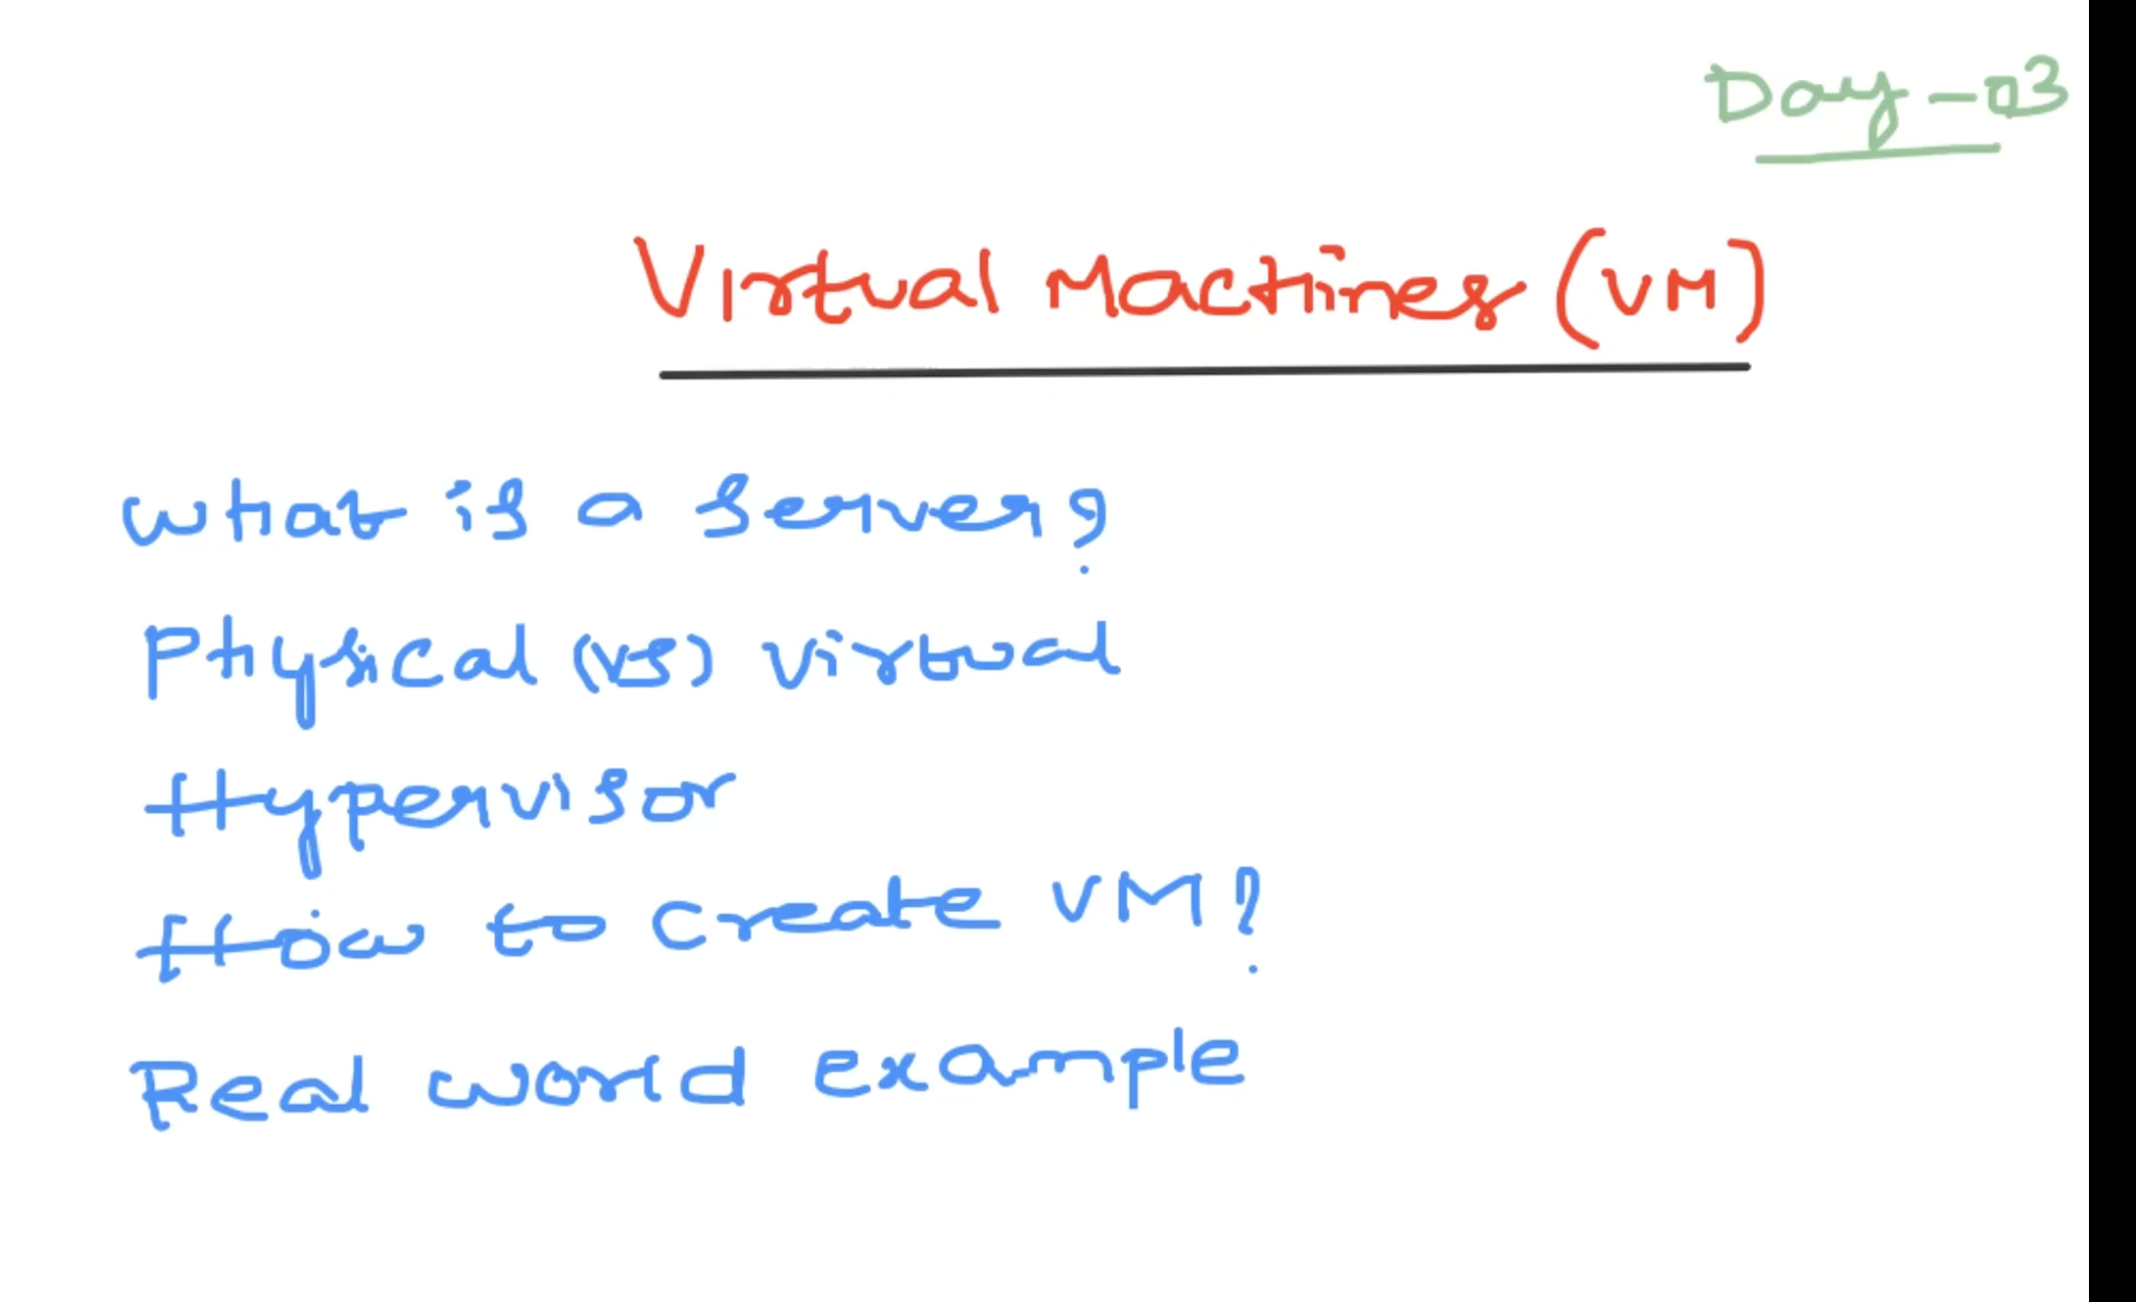 Day-03
Virtual Machines (VM)
What is a Server?
Physical (vs) Virtual
Hypervisor
How to Create VM?
Real world example